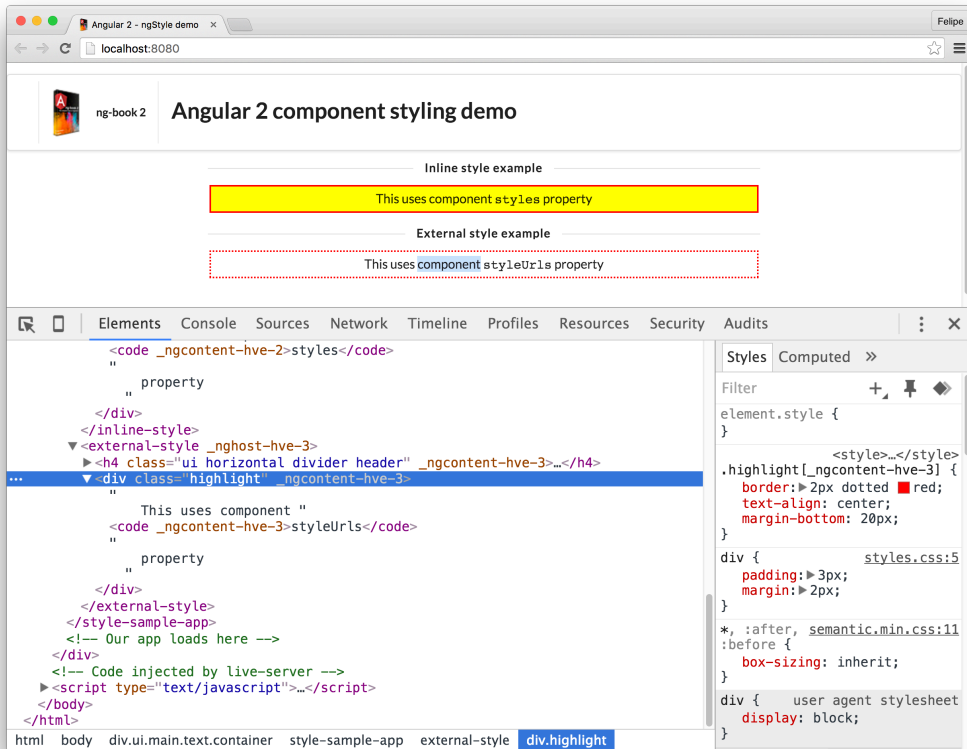 Angular 2 - ngStyle demo ×
Felipe
localhost:8080
ng-book 2
Angular 2 component styling demo
Inline style example
This uses component styles property
External style example
This uses component styleUrls property
Elements Console Sources Network Timeline Profiles Resources Security Audits
<code _ngcontent-hve-2>styles</code>
"
property
"
</div>
</inline-style>
▼<external-style _nghost-hve-3>
▶<h4 class="ui horizontal divider header" _ngcontent-hve-3>…</h4>
… ▼<div class="highlight" _ngcontent-hve-3>
"
This uses component "
<code _ngcontent-hve-3>styleUrls</code>
"
property
"
</div>
</external-style>
</style-sample-app>
<!-- Our app loads here -->
</div>
<!-- Code injected by live-server -->
▶<script type="text/javascript">…</script>
</body>
</html>
html body div.ui.main.text.container style-sample-app external-style div.highlight
Styles Computed »
Filter
element.style {
}
<style>…</style>
.highlight[_ngcontent-hve-3] {
border:▶2px dotted red;
text-align: center;
margin-bottom: 20px;
}
div { styles.css:5
padding:▶3px;
margin:▶2px;
}
*, :after, semantic.min.css:11
:before {
box-sizing: inherit;
}
div { user agent stylesheet
display: block;
}